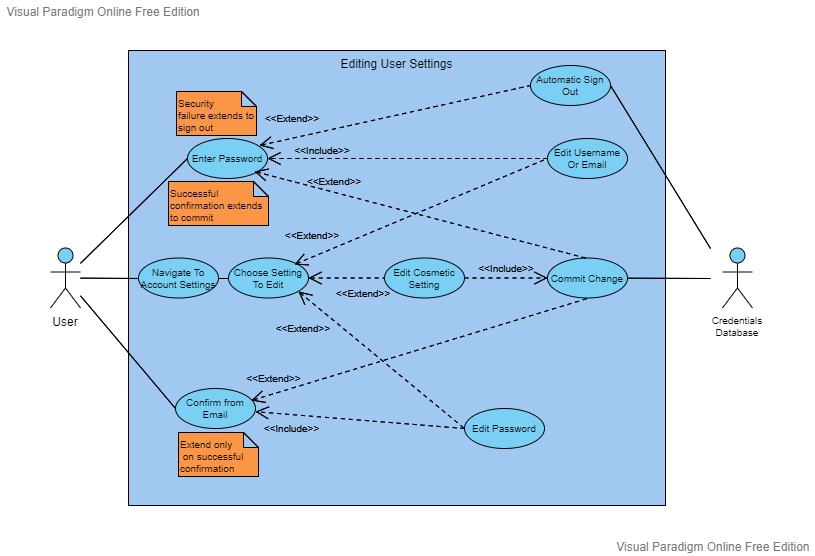 Visual Paradigm Online Free Edition
Editing User Settings
Automatic Sign
Out
Security
failure extends to
sign out
<<Extend>>
Enter Password
<<Include>>
Edit Username
Or Email
<<Extend>>
Successful
confirmation extends
to commit
<<Extend>>
Navigate To
Account Settings
Choose Setting
To Edit
Edit Cosmetic
Setting
<<Include>>
Commit Change
<<Extend>>
User
Credentials
Database
<<Extend>>
<<Extend>>
Confirm from
Email
<<Include>>
Edit Password
Extend only
on successful
confirmation
Visual Paradigm Online Free Edition